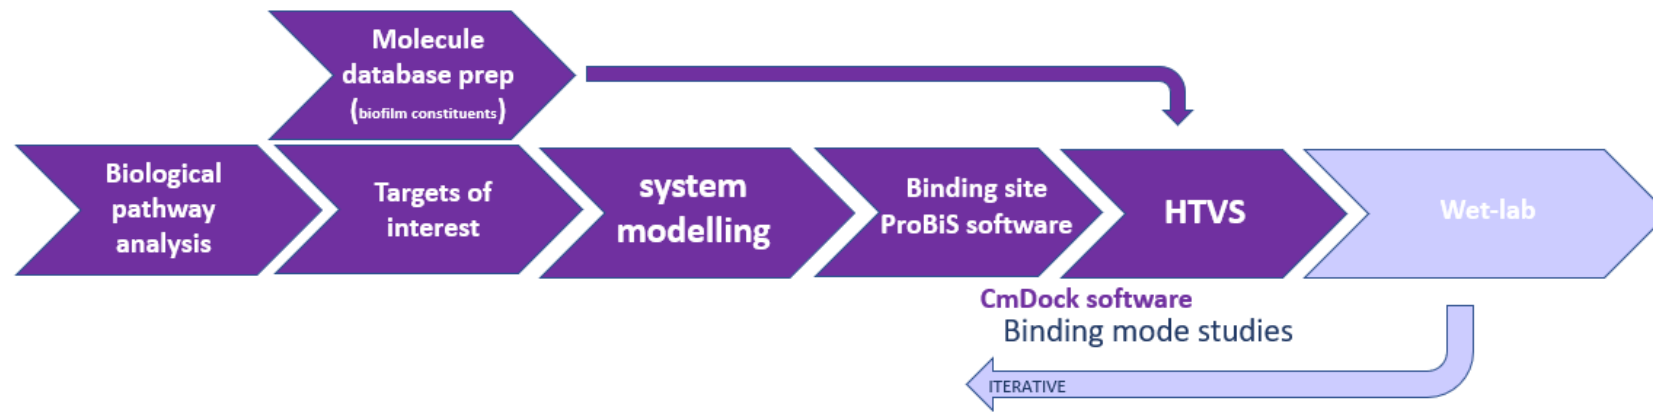 Molecule
database prep
(biofilm constituents)
Biological
pathway
analysis
Targets of
interest
system
modelling
Binding site
ProBiS software
HTVS
Wet-lab
CmDock software
Binding mode studies
ITERATIVE